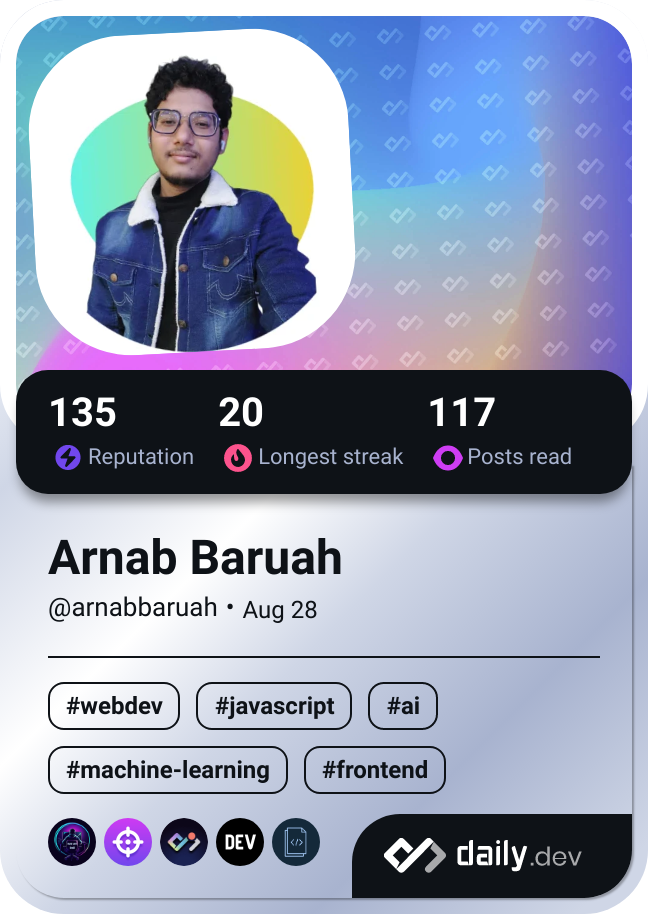 135 20 117
Reputation Longest streak Posts read
Arnab Baruah
@arnabbaruah • Aug 28
#webdev #javascript #ai
#machine-learning #frontend
DEV </>
daily.dev